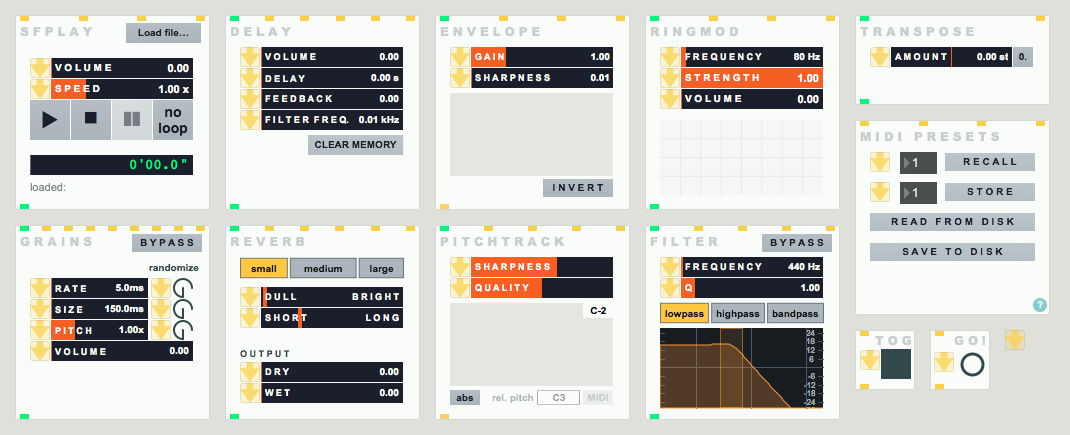 SFPLAY
Load file...
VOLUME 0.00
SPEED 1.00 x
no loop
0'00.0"
loaded:
DELAY
VOLUME 0.00
DELAY 0.00 s
FEEDBACK 0.00
FILTER FREQ. 0.01 kHz
CLEAR MEMORY
ENVELOPE
GAIN 1.00
SHARPNESS 0.01
INVERT
RINGMOD
FREQUENCY 80 Hz
STRENGTH 1.00
VOLUME 0.00
TRANSPOSE
AMOUNT 0.00 st 0.
MIDI PRESETS
1 RECALL
1 STORE
READ FROM DISK
SAVE TO DISK
?
GRAINS
BYPASS
randomize
RATE 5.0ms
SIZE 150.0ms
PITCH 1.00x
VOLUME 0.00
REVERB
small medium large
DULL BRIGHT
SHORT LONG
OUTPUT
DRY 0.00
WET 0.00
PITCHTRACK
SHARPNESS
QUALITY
C-2
abs rel. pitch C3 MIDI
FILTER
BYPASS
FREQUENCY 440 Hz
Q 1.00
lowpass highpass bandpass
24
18
12
6
-6
-12
-18
-24
TOG
GO!